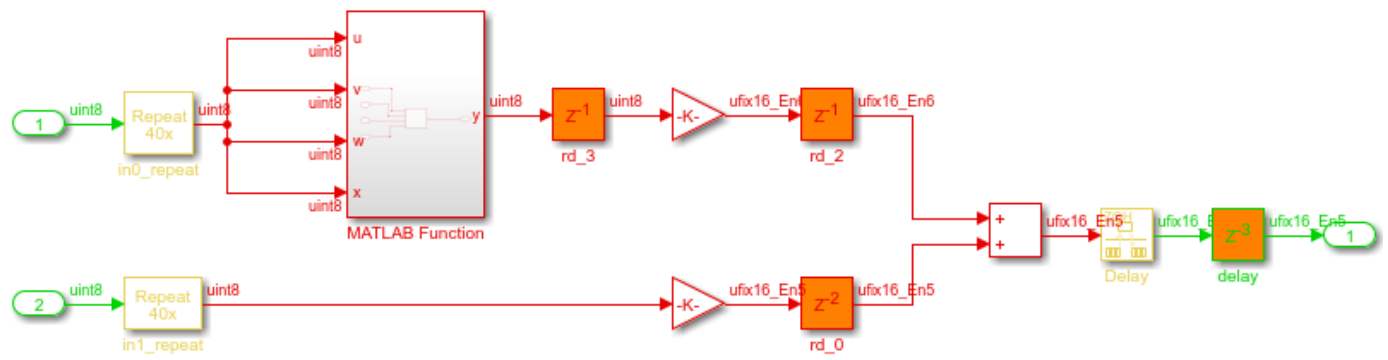 uint8
u
uint8
v
uint8
w
uint8
x
uint8
1
Repeat
40x
in0_repeat
uint8
y
MATLAB Function
uint8
Z-1
rd_3
uint8
-K-
ufix16_En6
Z-1
rd_2
ufix16_En6
+
+
ufix16_En5
Delay
Z-3
delay
ufix16_En5
1
2
uint8
Repeat
40x
in1_repeat
uint8
-K-
ufix16_En5
Z-2
rd_0
ufix16_En5